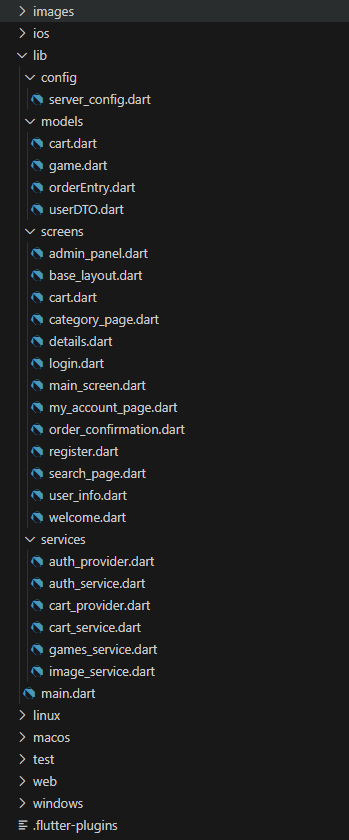 images
ios
lib
config
server_config.dart
models
cart.dart
game.dart
orderEntry.dart
userDTO.dart
screens
admin_panel.dart
base_layout.dart
cart.dart
category_page.dart
details.dart
login.dart
main_screen.dart
my_account_page.dart
order_confirmation.dart
register.dart
search_page.dart
user_info.dart
welcome.dart
services
auth_provider.dart
auth_service.dart
cart_provider.dart
cart_service.dart
games_service.dart
image_service.dart
main.dart
linux
macos
test
web
windows
.flutter-plugins